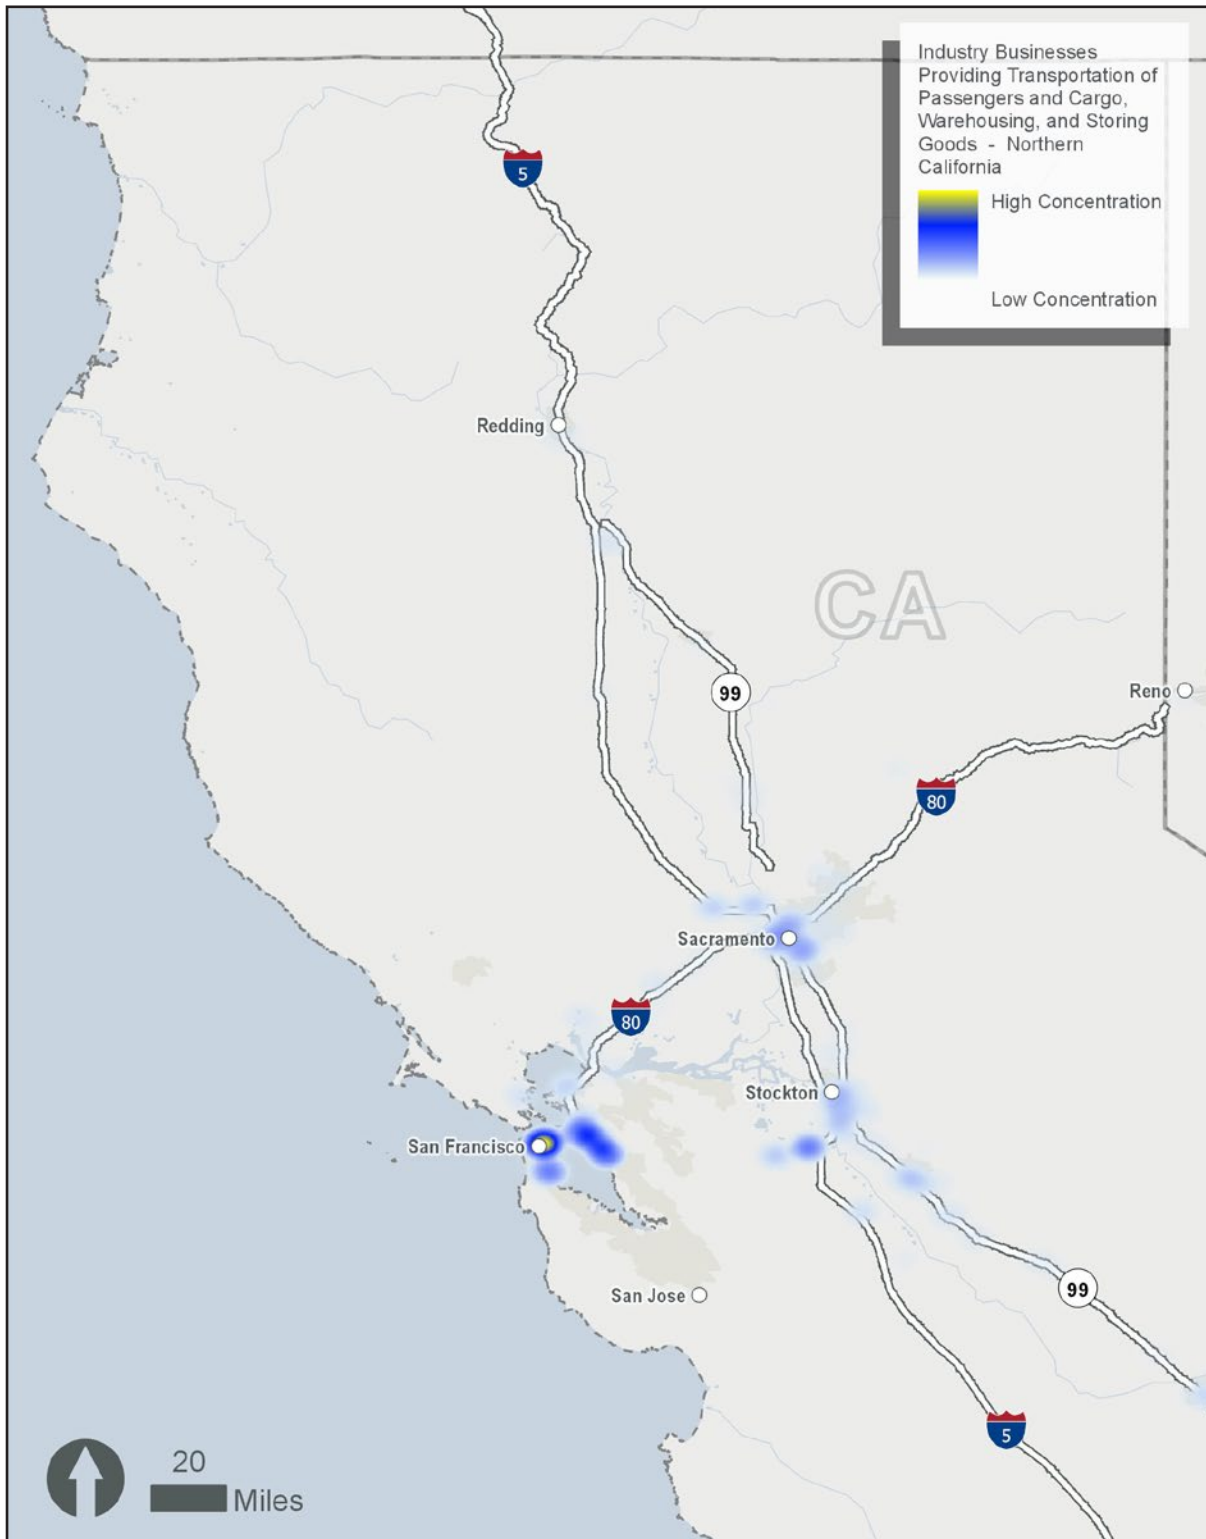 Industry Businesses
Providing Transportation of
Passengers and Cargo,
Warehousing, and Storing
Goods - Northern
California
High Concentration
Low Concentration
5
Redding
CA
99
Reno
80
Sacramento
80
Stockton
San Francisco
99
San Jose
5
20
Miles